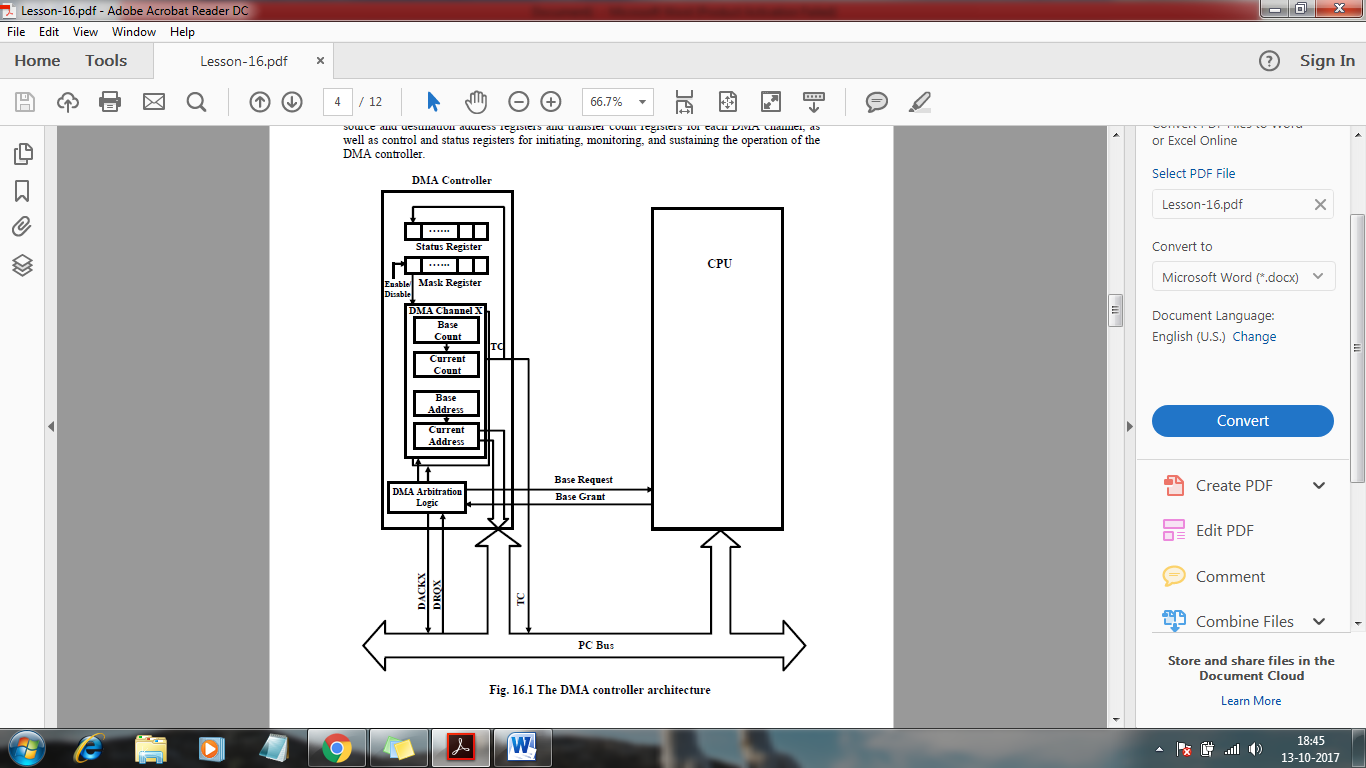 Lesson-16.pdf - Adobe Acrobat Reader DC
File Edit View Window Help
Home Tools Lesson-16.pdf × Sign In
4 / 12 66.7%
source and destination address registers and transfer count registers for each DMA channel, as
well as control and status registers for initiating, monitoring, and sustaining the operation of the
DMA controller.
DMA Controller
......
Status Register
......
Mask Register
Enable/
Disable
DMA Channel X
Base
Count
TC
Current
Count
Base
Address
Current
Address
DMA Arbitration
Logic
Base Request
Base Grant
CPU
DACKX
DRQX
TC
PC Bus
Fig. 16.1 The DMA controller architecture
Convert PDF Files to Word
or Excel Online
Select PDF File
Lesson-16.pdf
Convert to
Microsoft Word (*.docx)
Document Language:
English (U.S.) Change
Convert
Create PDF
Edit PDF
Comment
Combine Files
Store and share files in the
Document Cloud
Learn More
18:45
13-10-2017